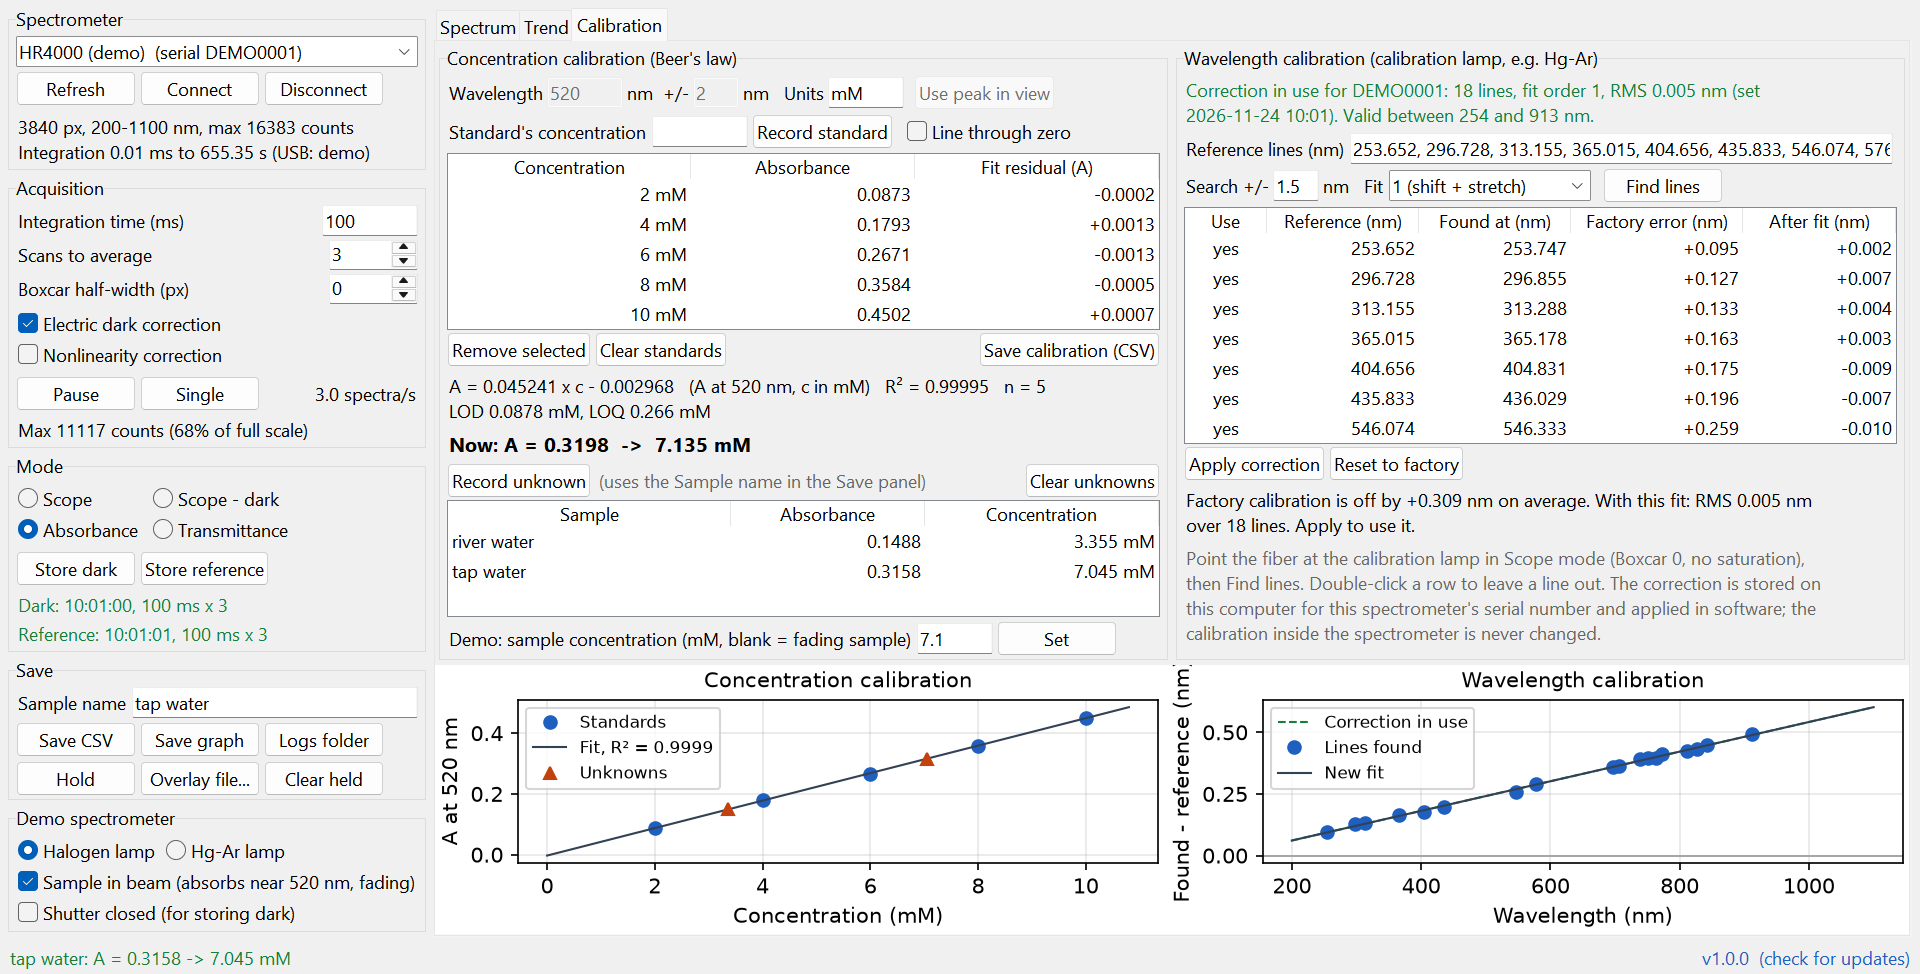 Spectrometer
HR4000 (demo)  (serial DEMO0001)
Refresh
Connect
Disconnect
3840 px, 200-1100 nm, max 16383 counts
Integration 0.01 ms to 655.35 s (USB: demo)
Acquisition
Integration time (ms) 100
Scans to average 3
Boxcar half-width (px) 0
Electric dark correction
Nonlinearity correction
Pause
Single
3.0 spectra/s
Max 11117 counts (68% of full scale)
Mode
Scope
Scope - dark
Absorbance
Transmittance
Store dark
Store reference
Dark: 10:01:00, 100 ms x 3
Reference: 10:01:01, 100 ms x 3
Save
Sample name tap water
Save CSV
Save graph
Logs folder
Hold
Overlay file...
Clear held
Demo spectrometer
Halogen lamp
Hg-Ar lamp
Sample in beam (absorbs near 520 nm, fading)
Shutter closed (for storing dark)
tap water: A = 0.3158 -> 7.045 mM
Spectrum
Trend
Calibration
Concentration calibration (Beer's law)
Wavelength 520 nm +/- 2 nm Units mM Use peak in view
Standard's concentration Record standard Line through zero
Concentration Absorbance Fit residual (A)
2 mM 0.0873 -0.0002
4 mM 0.1793 +0.0013
6 mM 0.2671 -0.0013
8 mM 0.3584 -0.0005
10 mM 0.4502 +0.0007
Remove selected
Clear standards
Save calibration (CSV)
A = 0.045241 x c - 0.002968   (A at 520 nm, c in mM)   R² = 0.99995   n = 5
LOD 0.0878 mM, LOQ 0.266 mM
Now: A = 0.3198  ->  7.135 mM
Record unknown (uses the Sample name in the Save panel) Clear unknowns
Sample Absorbance Concentration
river water 0.1488 3.355 mM
tap water 0.3158 7.045 mM
Demo: sample concentration (mM, blank = fading sample) 7.1 Set
Wavelength calibration (calibration lamp, e.g. Hg-Ar)
Correction in use for DEMO0001: 18 lines, fit order 1, RMS 0.005 nm (set
2026-11-24 10:01). Valid between 254 and 913 nm.
Reference lines (nm) 253.652, 296.728, 313.155, 365.015, 404.656, 435.833, 546.074, 576
Search +/- 1.5 nm Fit 1 (shift + stretch) Find lines
Use Reference (nm) Found at (nm) Factory error (nm) After fit (nm)
yes 253.652 253.747 +0.095 +0.002
yes 296.728 296.855 +0.127 +0.007
yes 313.155 313.288 +0.133 +0.004
yes 365.015 365.178 +0.163 +0.003
yes 404.656 404.831 +0.175 -0.009
yes 435.833 436.029 +0.196 -0.007
yes 546.074 546.333 +0.259 -0.010
Apply correction
Reset to factory
Factory calibration is off by +0.309 nm on average. With this fit: RMS 0.005 nm
over 18 lines. Apply to use it.
Point the fiber at the calibration lamp in Scope mode (Boxcar 0, no saturation),
then Find lines. Double-click a row to leave a line out. The correction is stored on
this computer for this spectrometer's serial number and applied in software; the
calibration inside the spectrometer is never changed.
Concentration calibration
A at 520 nm
0.4
0.2
0.0
Standards
Fit, R² = 0.9999
Unknowns
0 2 4 6 8 10
Concentration (mM)
Wavelength calibration
Found - reference (nm)
0.50
0.25
0.00
Correction in use
Lines found
New fit
200 400 600 800 1000
Wavelength (nm)
v1.0.0  (check for updates)